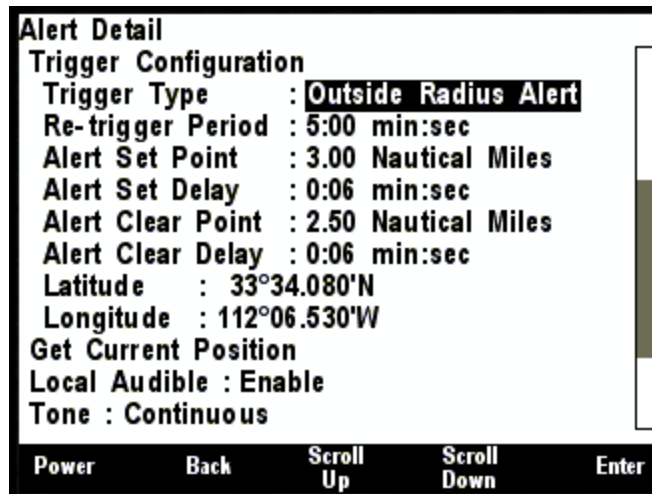 Alert Detail
Trigger Configuration
Trigger Type : Outside Radius Alert
Re-trigger Period : 5:00 min:sec
Alert Set Point : 3.00 Nautical Miles
Alert Set Delay : 0:06 min:sec
Alert Clear Point : 2.50 Nautical Miles
Alert Clear Delay : 0:06 min:sec
Latitude : 33°34.080'N
Longitude : 112°06.530'W
Get Current Position
Local Audible : Enable
Tone : Continuous
Power Back Scroll Up Scroll Down Enter